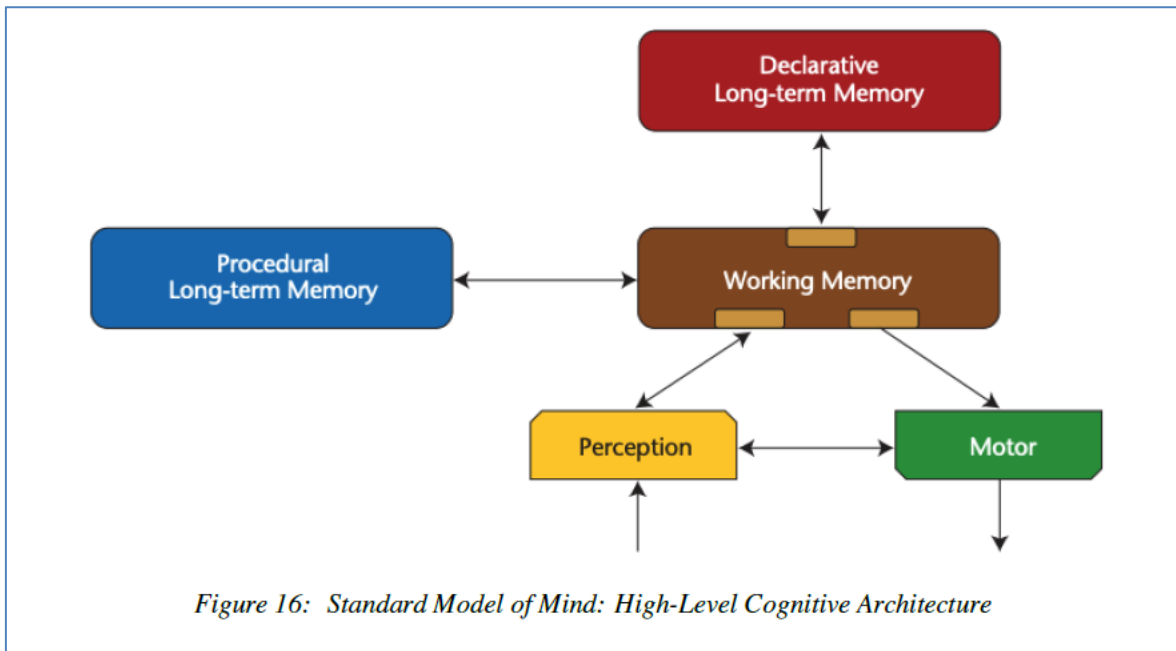 Declarative
Long-term Memory
Procedural
Long-term Memory
Working Memory
Perception
Motor
Figure 16: Standard Model of Mind: High-Level Cognitive Architecture